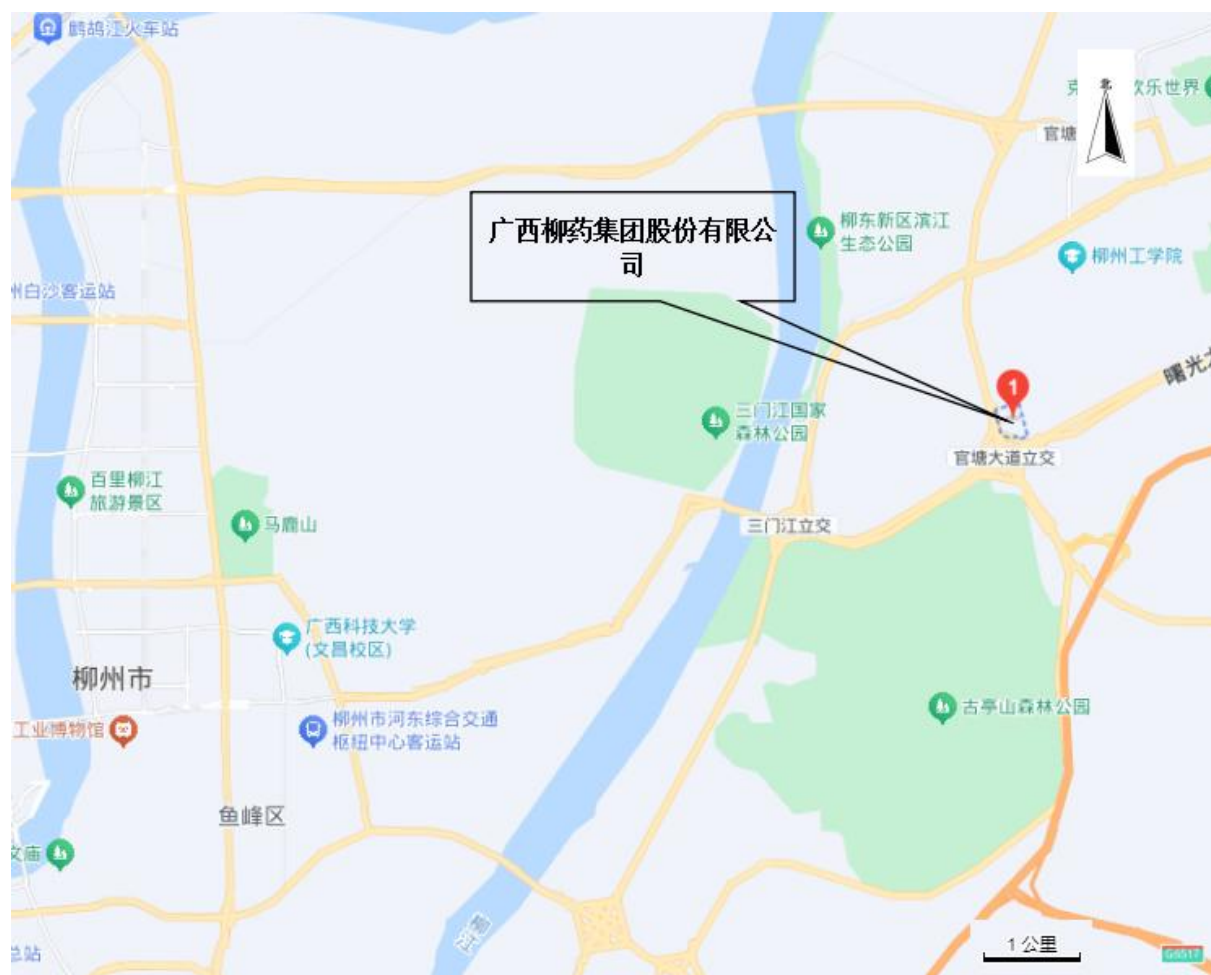 鹧鸪江火车站
北
欢乐世界
官塘
广西柳药集团股份有限公
司
柳东新区滨江
生态公园
柳州工学院
州白沙客运站
曙光大
1
三门江国家
森林公园
官塘大道立交
百里柳江
旅游景区
马鹿山
三门江立交
广西科技大学
(文昌校区)
柳州市
古亭山森林公园
工业博物馆
柳州市河东综合交通
枢纽中心客运站
鱼峰区
文庙
柳江
1公里
总站
G6517